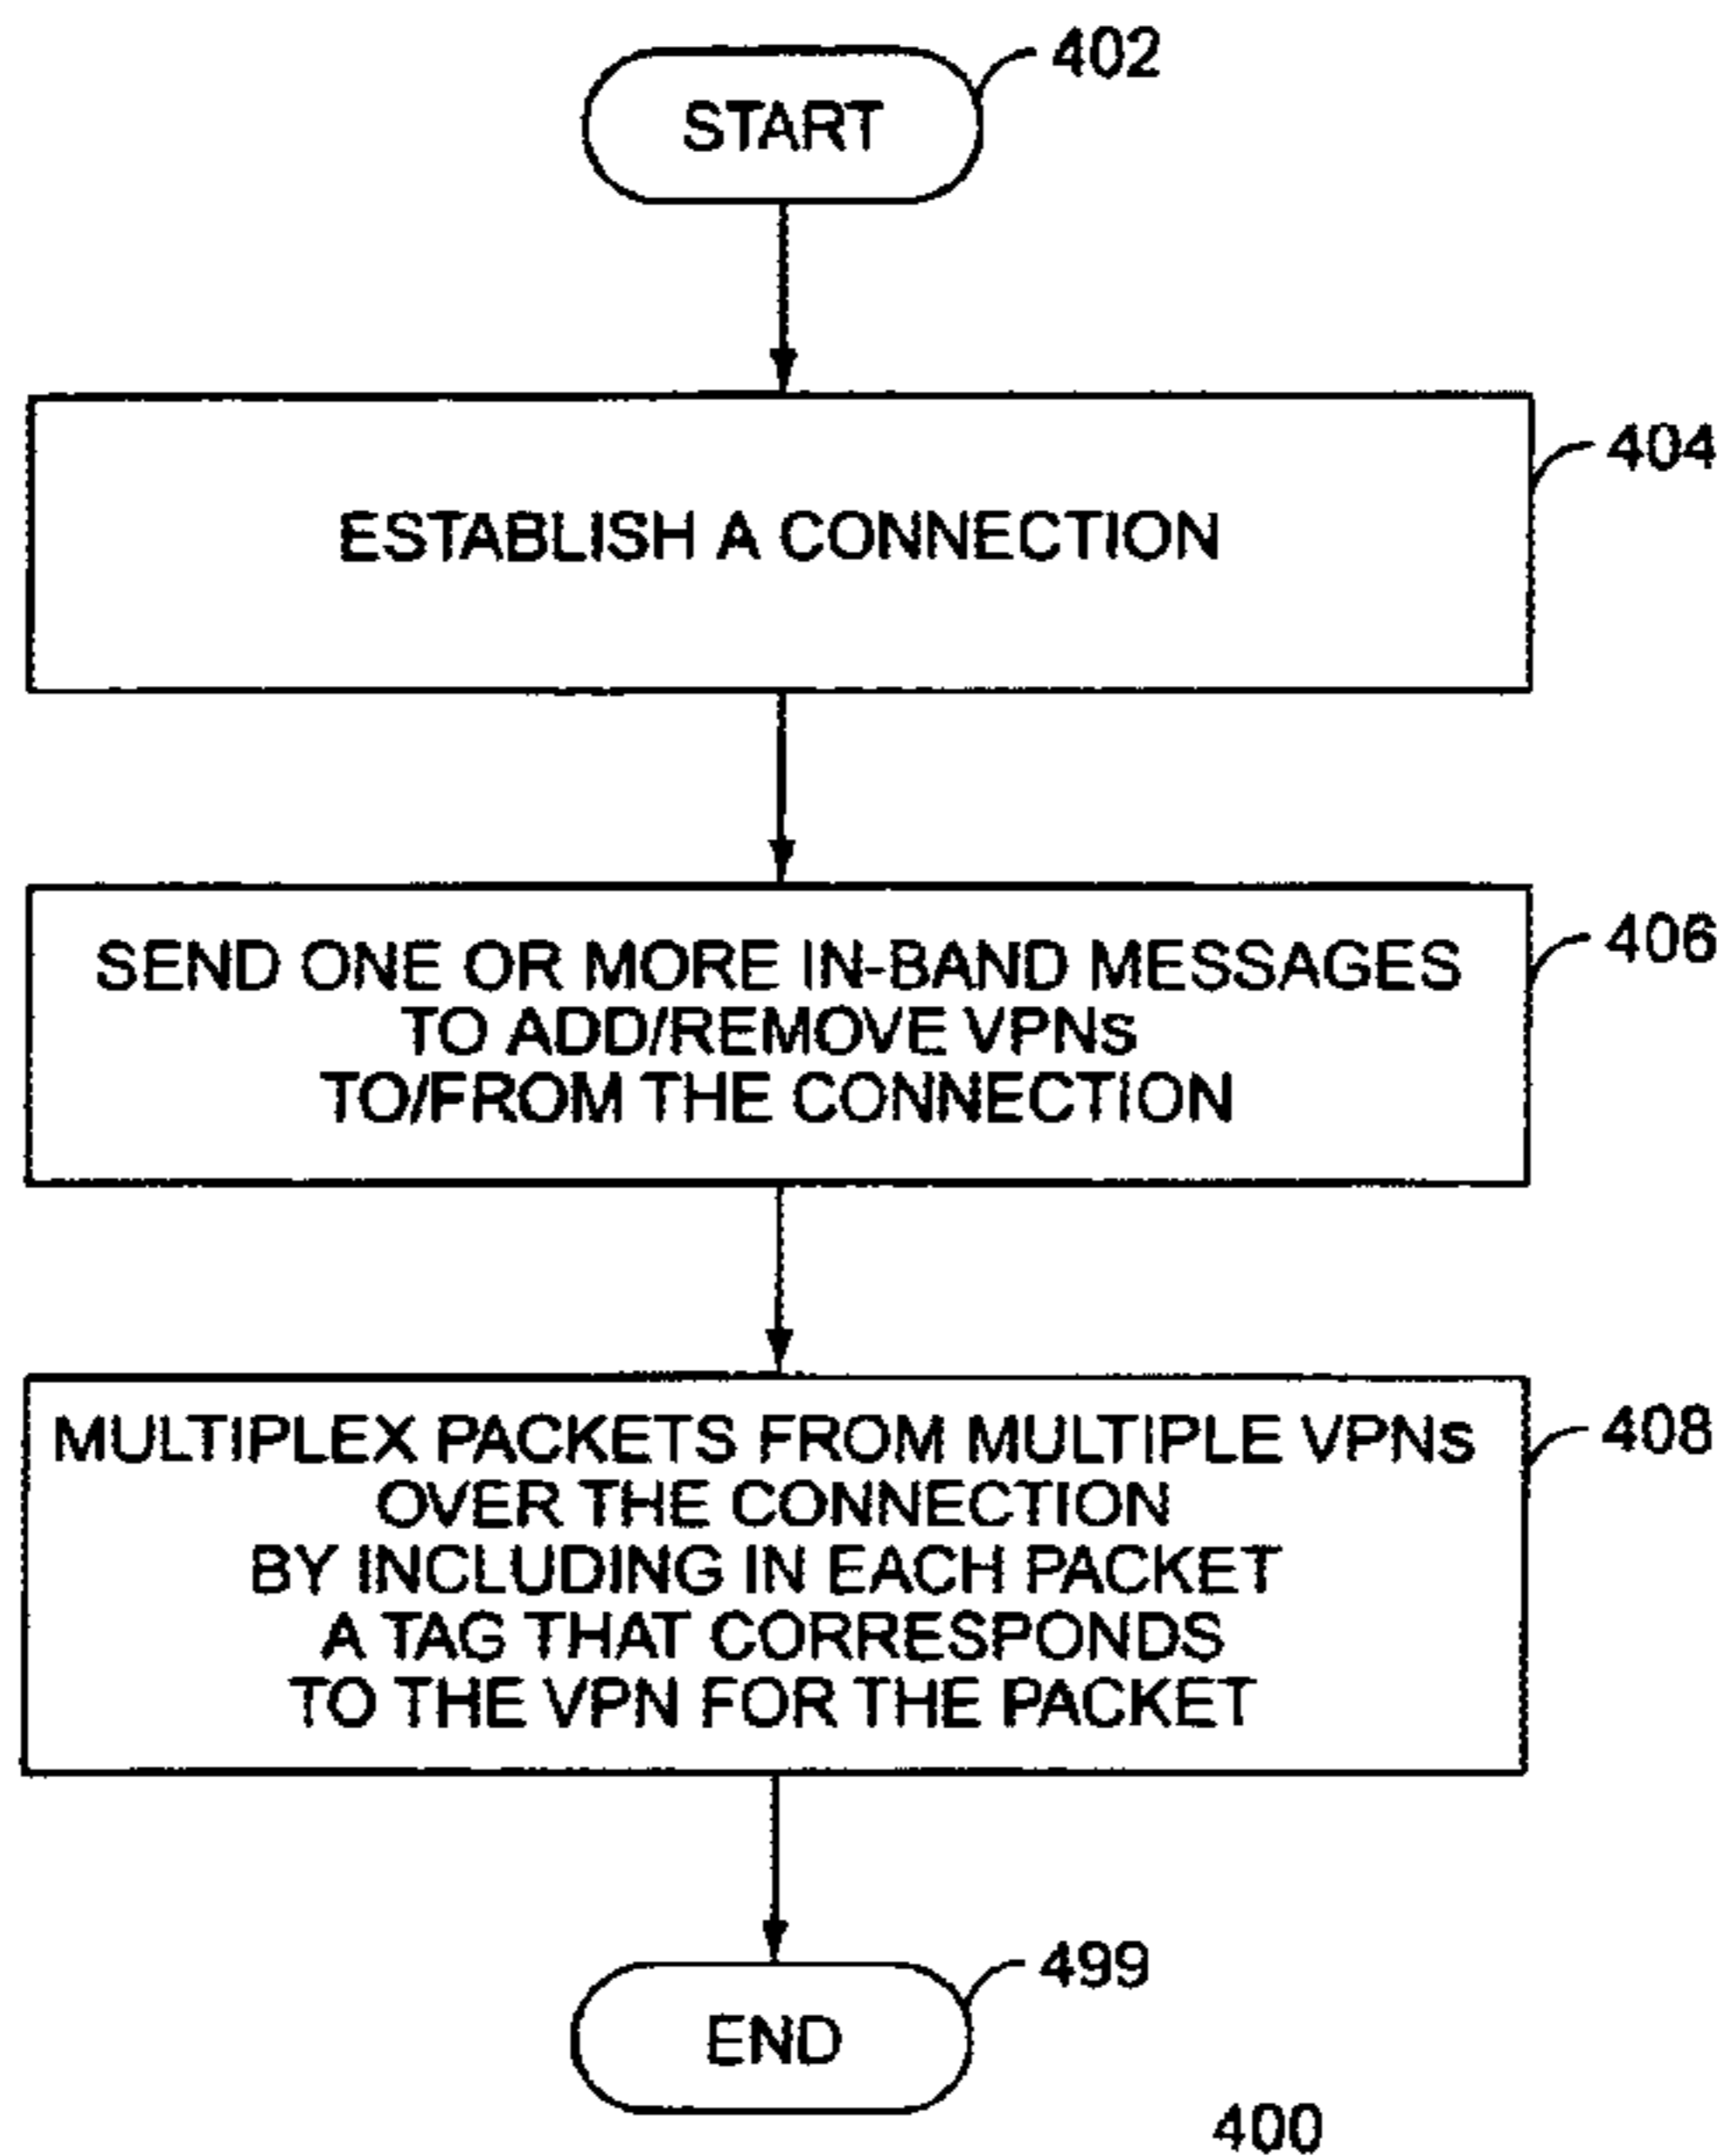 402
START
404
ESTABLISH A CONNECTION
406
SEND ONE OR MORE IN-BAND MESSAGES
TO ADD/REMOVE VPNs
TO/FROM THE CONNECTION
408
MULTIPLEX PACKETS FROM MULTIPLE VPNs
OVER THE CONNECTION
BY INCLUDING IN EACH PACKET
A TAG THAT CORRESPONDS
TO THE VPN FOR THE PACKET
499
END
400